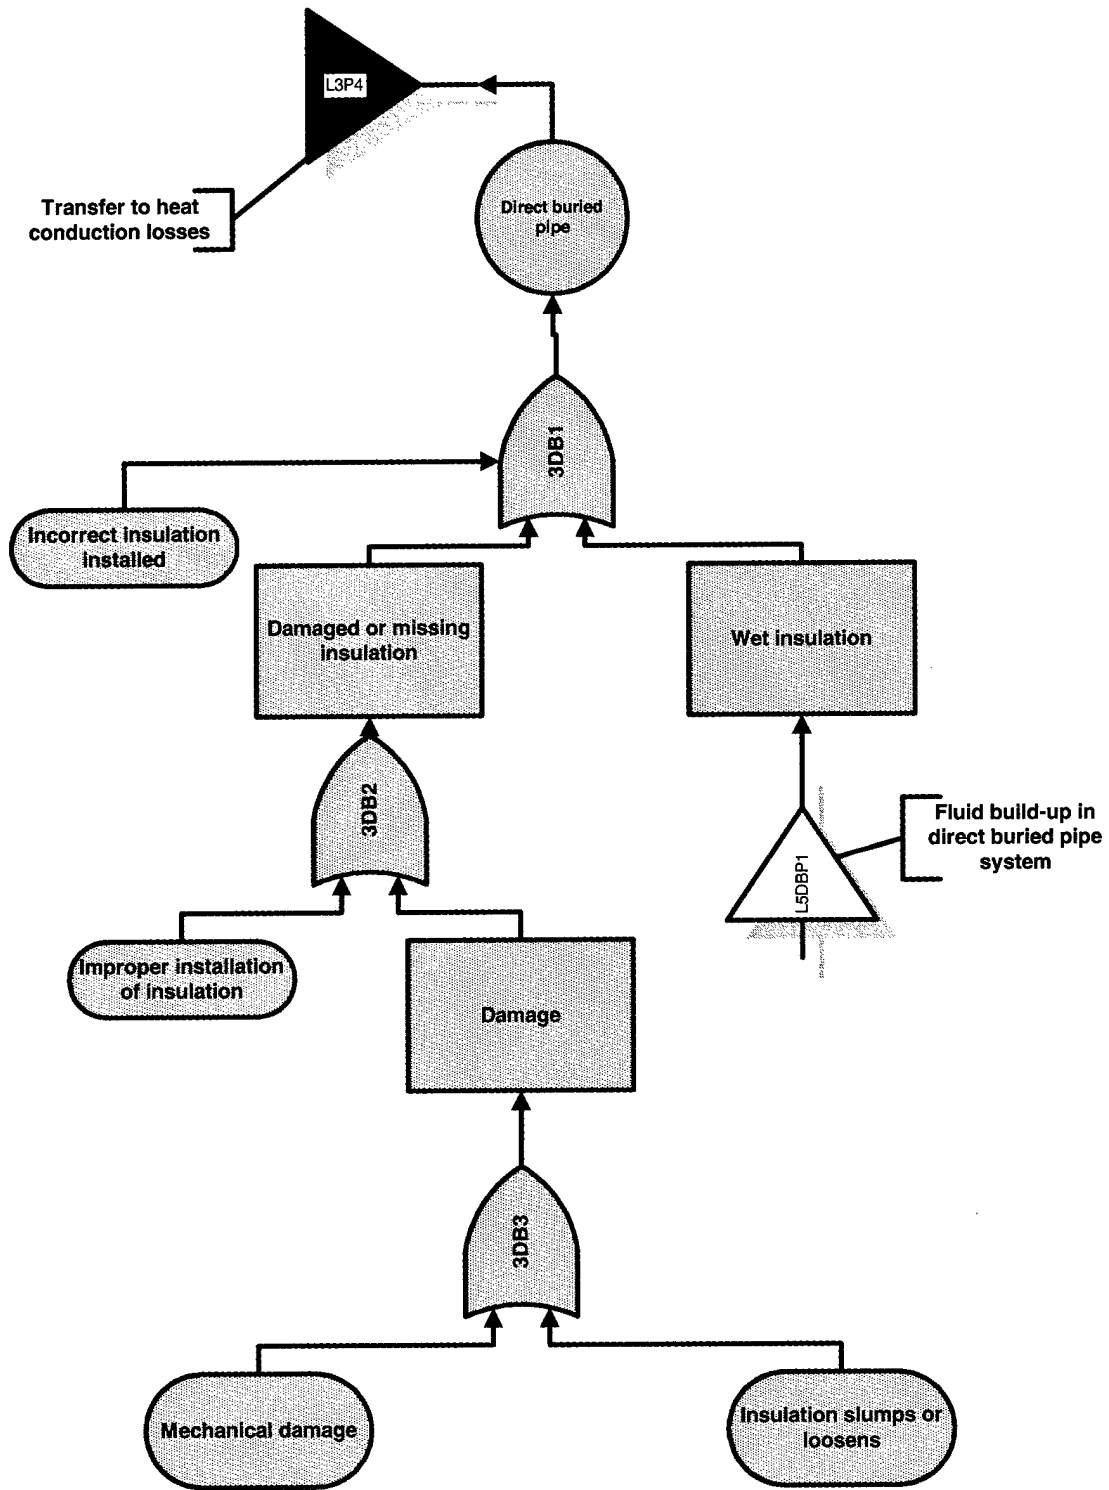 L3P4
Transfer to heat
conduction losses
Direct buried
pipe
3DB1
Incorrect insulation
installed
Damaged or missing
insulation
Wet insulation
3DB2
Fluid build-up in
direct buried pipe
system
L5DBP1
Improper installation
of insulation
Damage
3DB3
Mechanical damage
Insulation slumps or
loosens